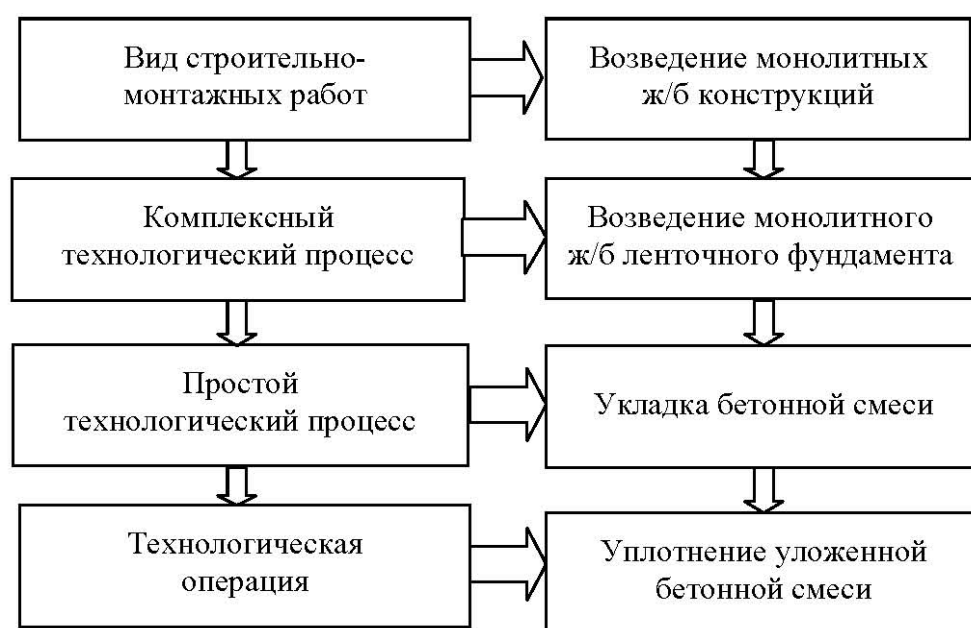 Вид строительно-
монтажных работ
Возведение монолитных
ж/б конструкций
Комплексный
технологический процесс
Возведение монолитного
ж/б ленточного фундамента
Простой
технологический процесс
Укладка бетонной смеси
Технологическая
операция
Уплотнение уложенной
бетонной смеси